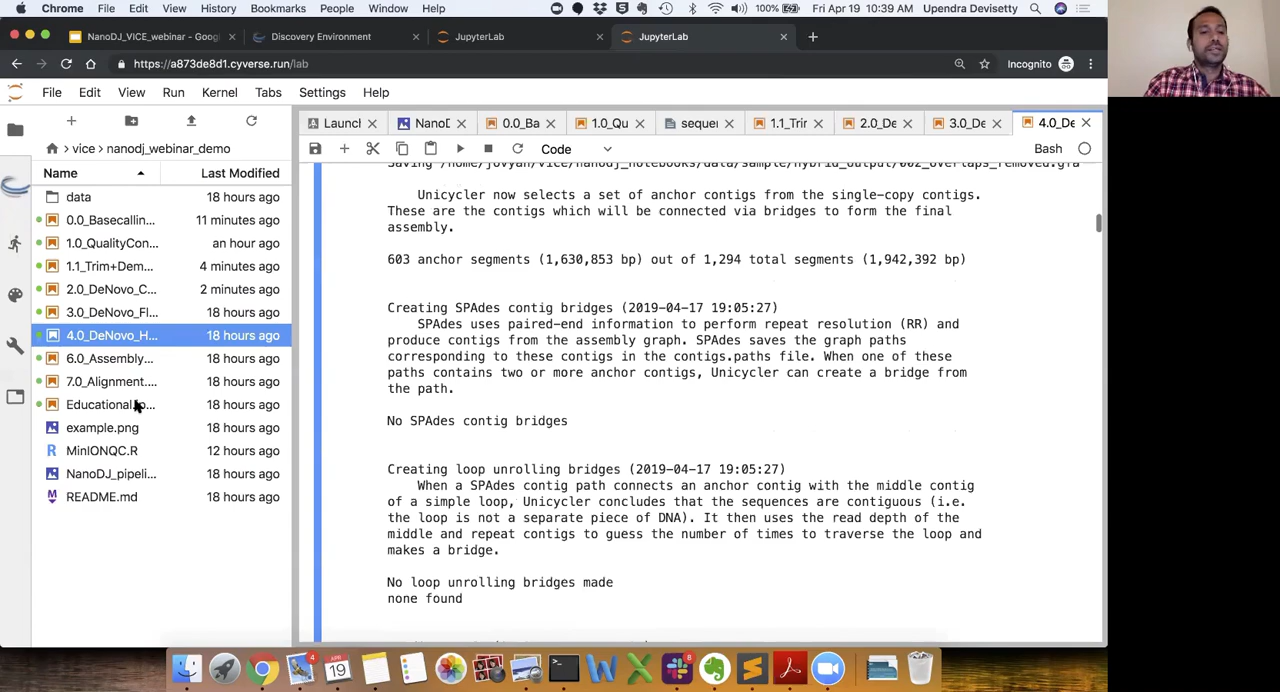 Chrome File Edit View History Bookmarks People Window Help 100% Fri Apr 19 10:39 AM Upendra Devisetty
NanoDJ_VICE_webinar - Googl
Discovery Environment
JupyterLab
JupyterLab
https://a873de8d1.cyverse.run/lab
Incognito
File Edit View Run Kernel Tabs Settings Help
Launcl
NanoD
0.0_Ba
1.0_Qu
sequer
1.1_Trir
2.0_De
3.0_De
4.0_De
Code
Bash
vice nanodj_webinar_demo
Name Last Modified
data 18 hours ago
0.0_Basecallin... 11 minutes ago
1.0_QualityCon... an hour ago
1.1_Trim+Dem... 4 minutes ago
2.0_DeNovo_C... 2 minutes ago
3.0_DeNovo_Fl... 18 hours ago
4.0_DeNovo_H... 18 hours ago
6.0_Assembly... 18 hours ago
7.0_Alignment.... 18 hours ago
18 hours ago
example.png 18 hours ago
MinIONQC.R 12 hours ago
NanoDJ_pipeli... 18 hours ago
README.md 18 hours ago
Saving /home/jovyan/vice/nanodj_notebooks/data/sample/hybrid_output/002_overlaps_removed.gfa
Unicycler now selects a set of anchor contigs from the single-copy contigs.
These are the contigs which will be connected via bridges to form the final
assembly.
603 anchor segments (1,630,853 bp) out of 1,294 total segments (1,942,392 bp)
Creating SPAdes contig bridges (2019-04-17 19:05:27)
SPAdes uses paired-end information to perform repeat resolution (RR) and
produce contigs from the assembly graph. SPAdes saves the graph paths
corresponding to these contigs in the contigs.paths file. When one of these
paths contains two or more anchor contigs, Unicycler can create a bridge from
the path.
No SPAdes contig bridges
Creating loop unrolling bridges (2019-04-17 19:05:27)
When a SPAdes contig path connects an anchor contig with the middle contig
of a simple loop, Unicycler concludes that the sequences are contiguous (i.e.
the loop is not a separate piece of DNA). It then uses the read depth of the
middle and repeat contigs to guess the number of times to traverse the loop and
makes a bridge.
No loop unrolling bridges made
none found